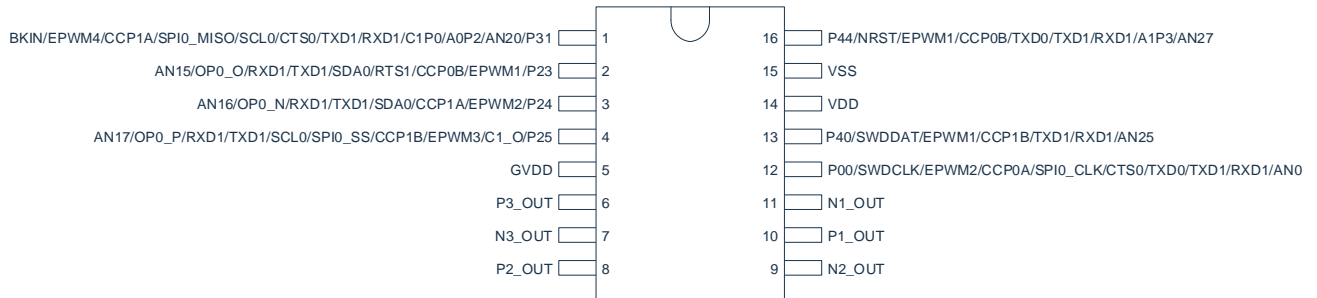 BKIN/EPWM4/CCP1A/SPI0_MISO/SCL0/CTS0/TXD1/RXD1/C1P0/A0P2/AN20/P31 1 16 P44/NRST/EPWM1/CCP0B/TXD0/TXD1/RXD1/A1P3/AN27
AN15/OP0_O/RXD1/TXD1/SDA0/RTS1/CCP0B/EPWM1/P23 2 15 VSS
AN16/OP0_N/RXD1/TXD1/SDA0/CCP1A/EPWM2/P24 3 14 VDD
AN17/OP0_P/RXD1/TXD1/SCL0/SPI0_SS/CCP1B/EPWM3/C1_O/P25 4 13 P40/SWDDAT/EPWM1/CCP1B/TXD1/RXD1/AN25
GVDD 5 12 P00/SWDCLK/EPWM2/CCP0A/SPI0_CLK/CTS0/TXD0/TXD1/RXD1/AN0
P3_OUT 6 11 N1_OUT
N3_OUT 7 10 P1_OUT
P2_OUT 8 9 N2_OUT